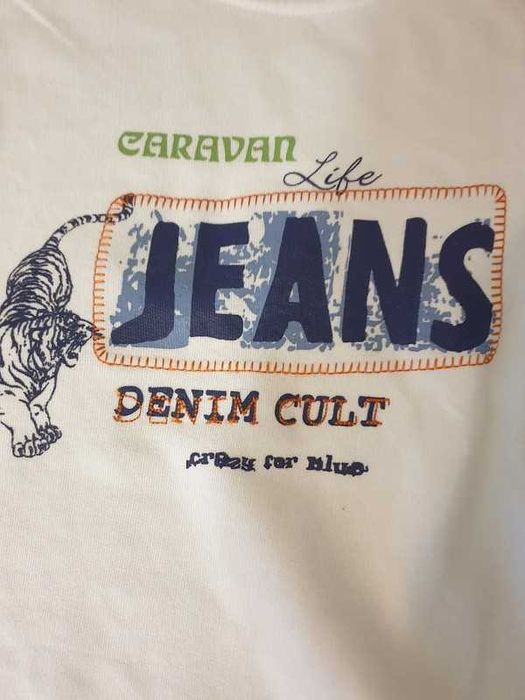 CARAVAN
Life
JEANS
DENIM CULT
crazy for blue